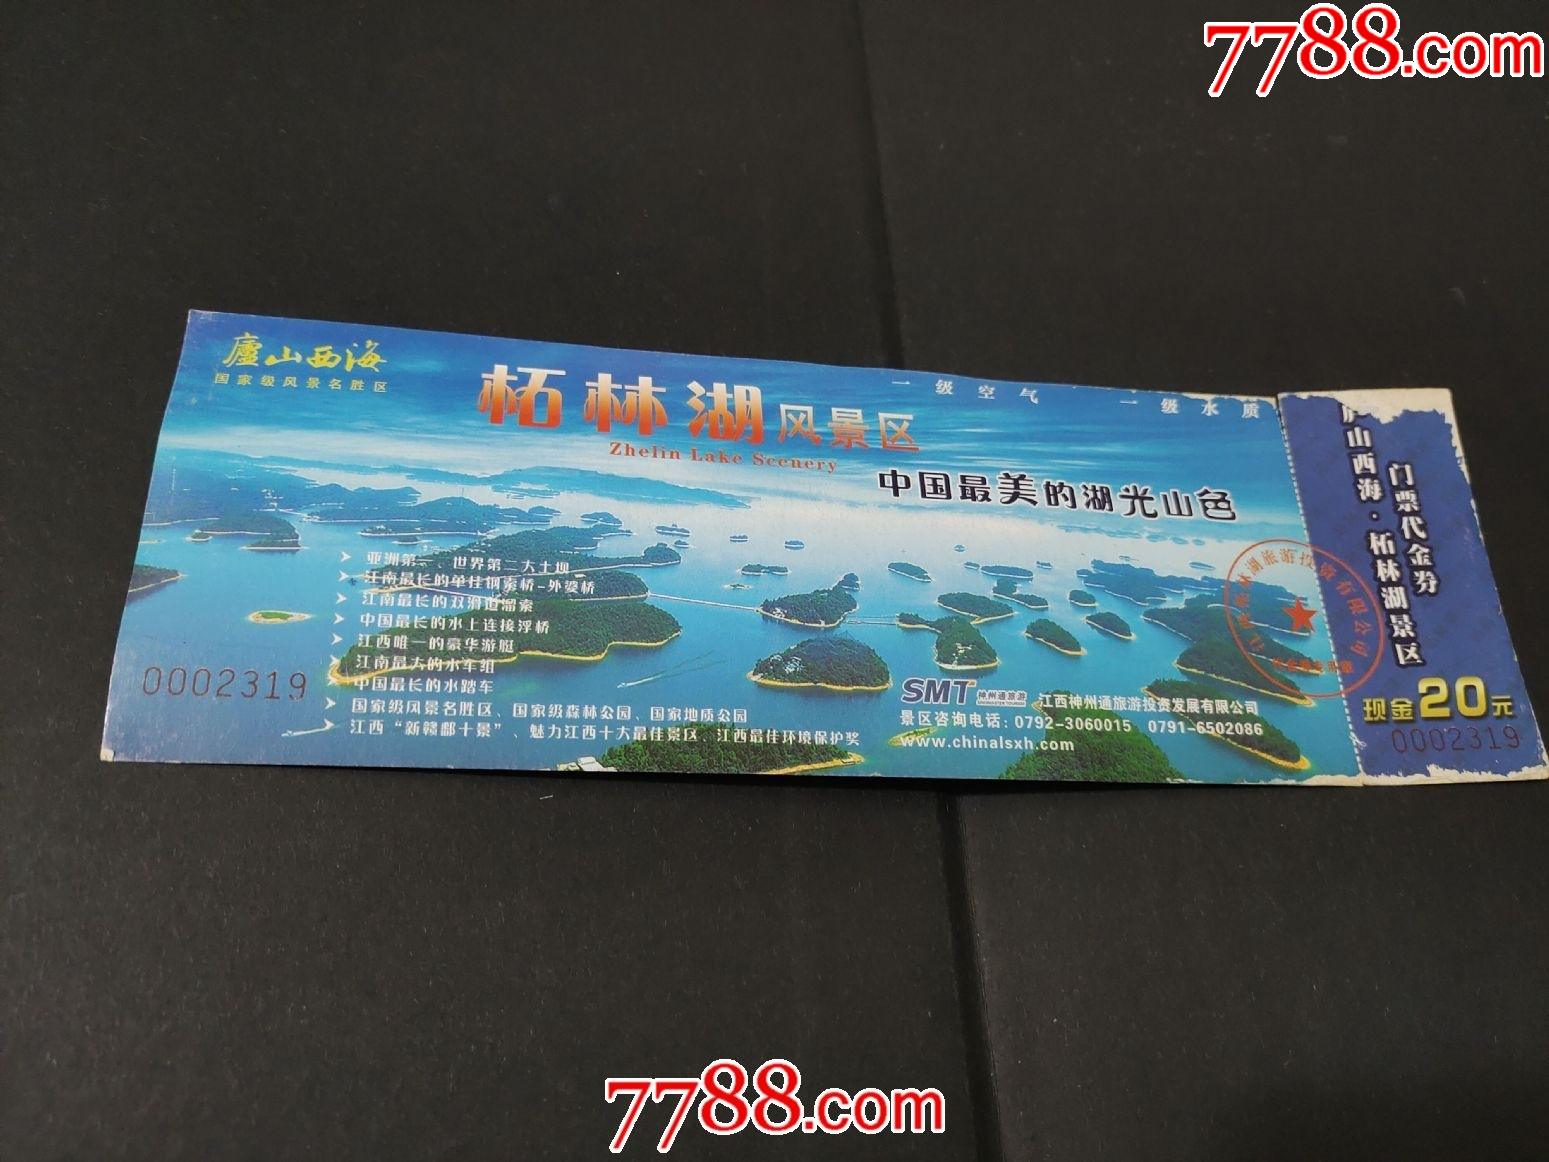 7788.com
廬山西海
国家级风景名胜区
柘林湖风景区
Zhelin Lake Scenery
一级空气 一级水质
中国最美的湖光山色
亚洲第一 世界第二大土坝
江南最长的单住钢索桥-外婆桥
江南最长的双滑道溜索
中国最长的水上连接浮桥
江西唯一的豪华游艇
江南最大的水车组
中国最长的水踏车
国家级风景名胜区、国家级森林公园、国家地质公园
江西“新赣鄱十景”、魅力江西十大最佳景区 江西最佳环境保护奖
0002319
SMT 神州通旅游 江西神州通旅游投资发展有限公司
景区咨询电话：0792-3060015 0791-6502086
www.chinalsxh.com
庐山西海·柘林湖景区
门票代金券
现金20元
0002319
7788.com